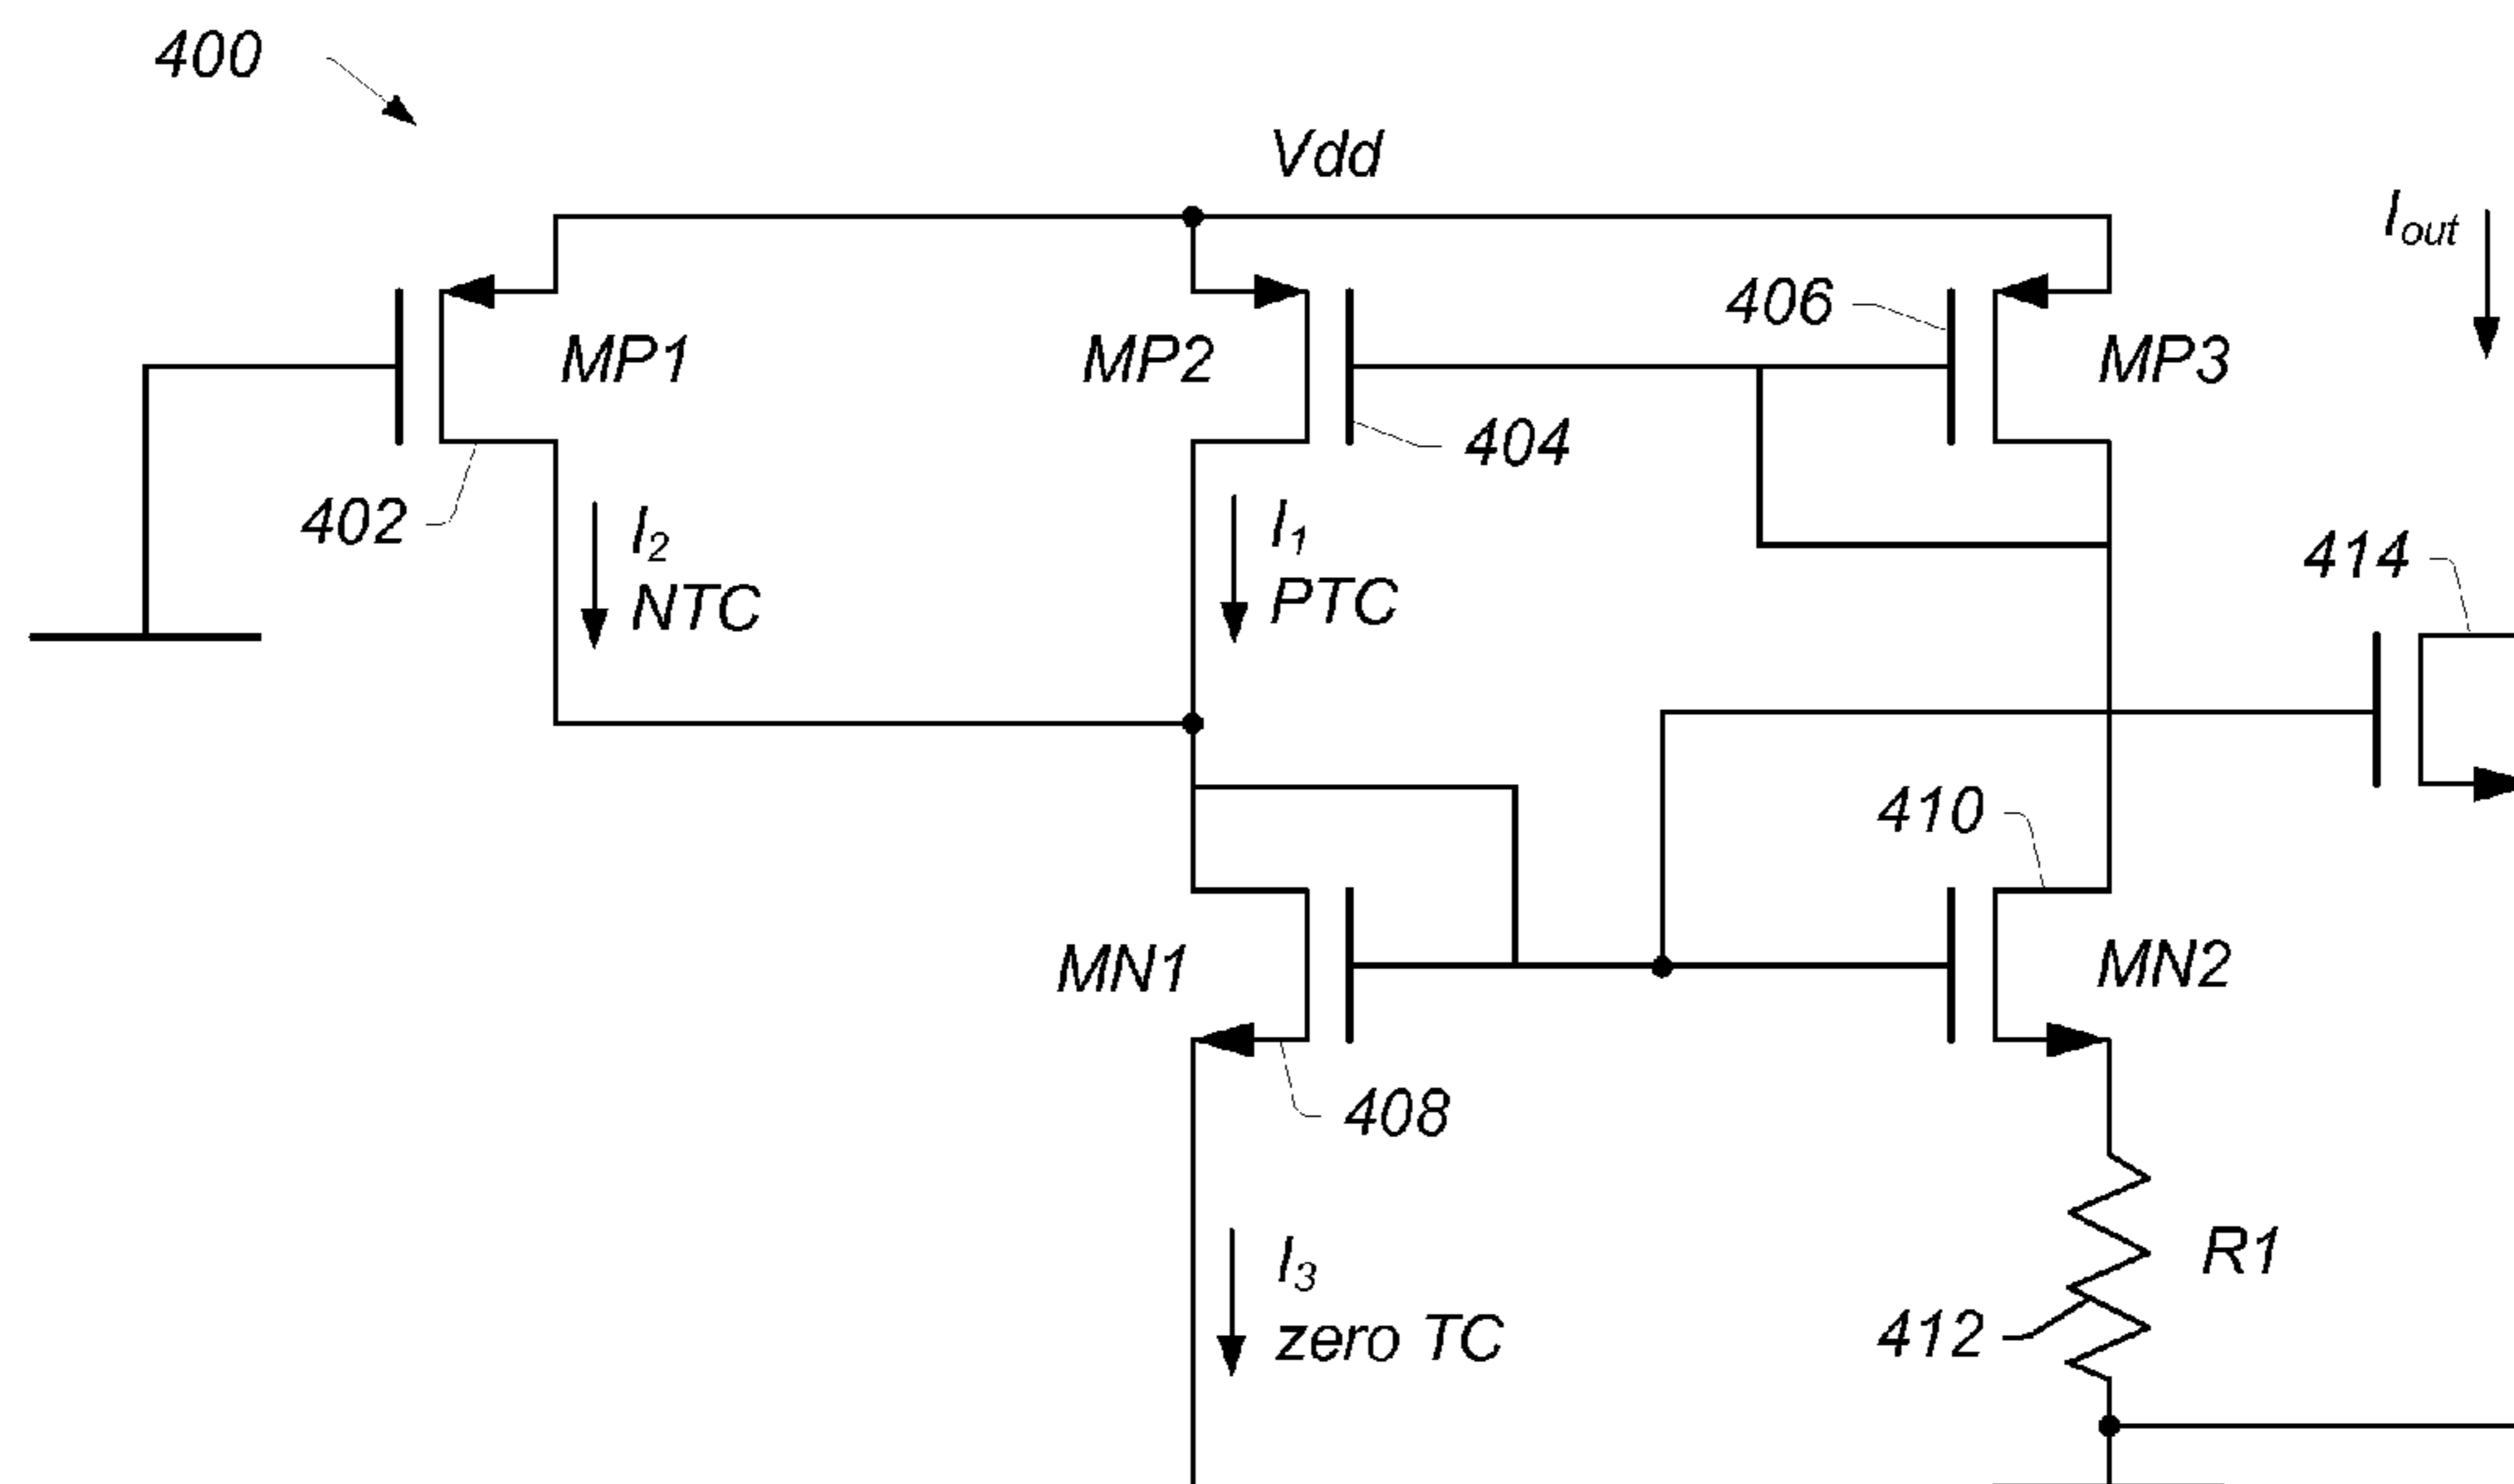 400
Vdd
Iout
406
MP1
MP2
MP3
404
402
I2
NTC
I1
PTC
414
410
MN1
MN2
408
I3
zero TC
R1
412